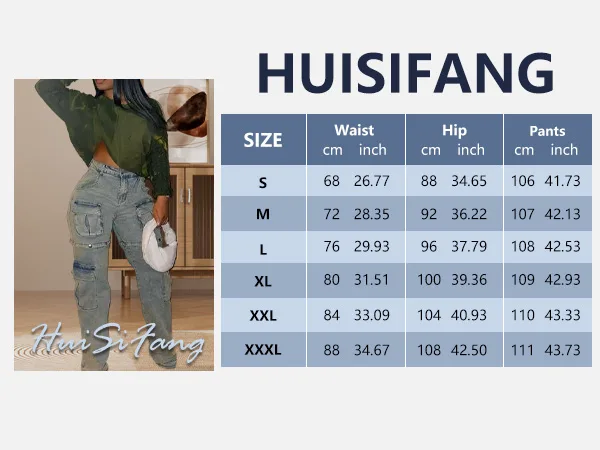 HUISIFANG
SIZE Waist Hip Pants
cm inch cm inch cm inch
S 68 26.77 88 34.65 106 41.73
M 72 28.35 92 36.22 107 42.13
L 76 29.93 96 37.79 108 42.53
XL 80 31.51 100 39.36 109 42.93
XXL 84 33.09 104 40.93 110 43.33
XXXL 88 34.67 108 42.50 111 43.73
HuiSiFang